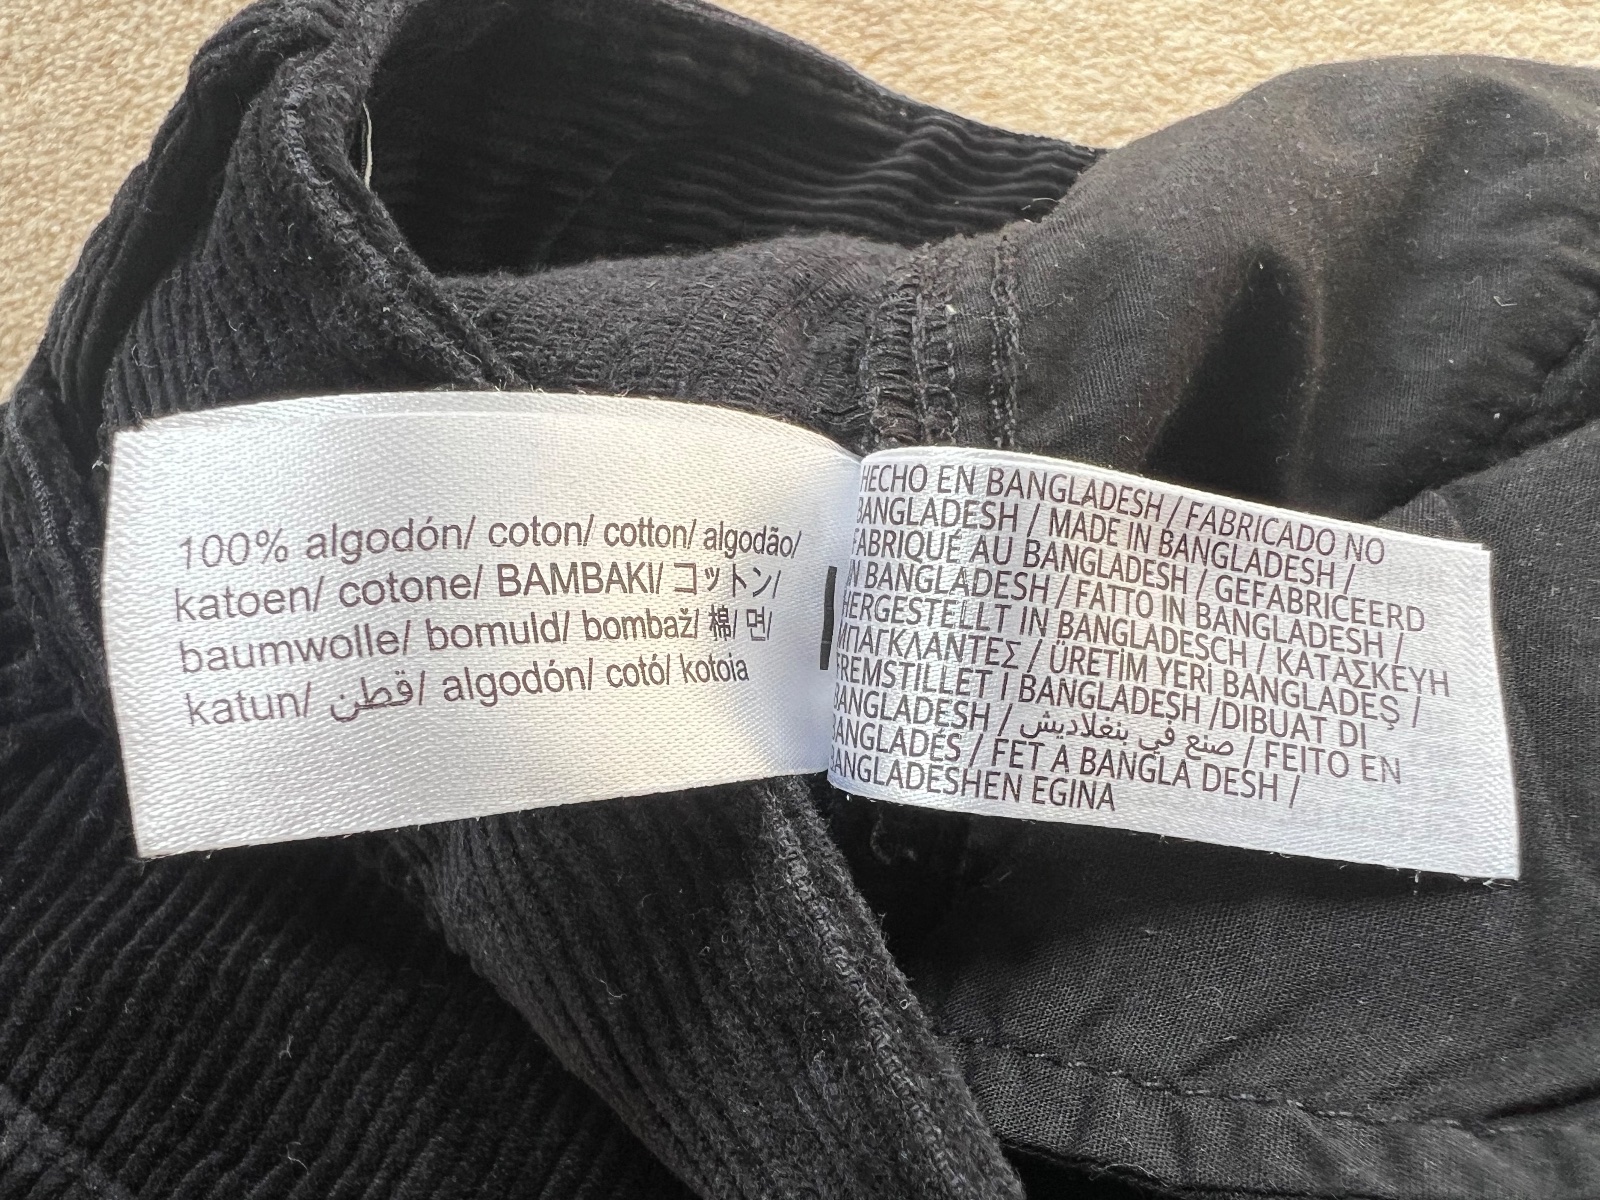 100% algodón/ coton/ cotton/ algodão/
katoen/ cotone/ BAMBAKI/ コットン/
baumwolle/ bomuld/ bombaž/ 棉/ 면/
katun/ قطن/ algodón/ cotó/ kotoia
HECHO EN BANGLADESH / FABRICADO NO
BANGLADESH / MADE IN BANGLADESH /
FABRIQUÉ AU BANGLADESH / GEFABRICEERD
IN BANGLADESH / FATTO IN BANGLADESH /
HERGESTELLT IN BANGLADESCH / ΚΑΤΑΣΚΕΥΗ
ΜΠΑΓΚΛΑΝΤΕΣ / ÜRETİM YERİ BANGLADEŞ /
FREMSTILLET I BANGLADESH /DIBUAT DI
BANGLADESH / صنع في بنغلاديش / FEITO EN
BANGLADÉS / FET A BANGLA DESH /
BANGLADESHEN EGINA